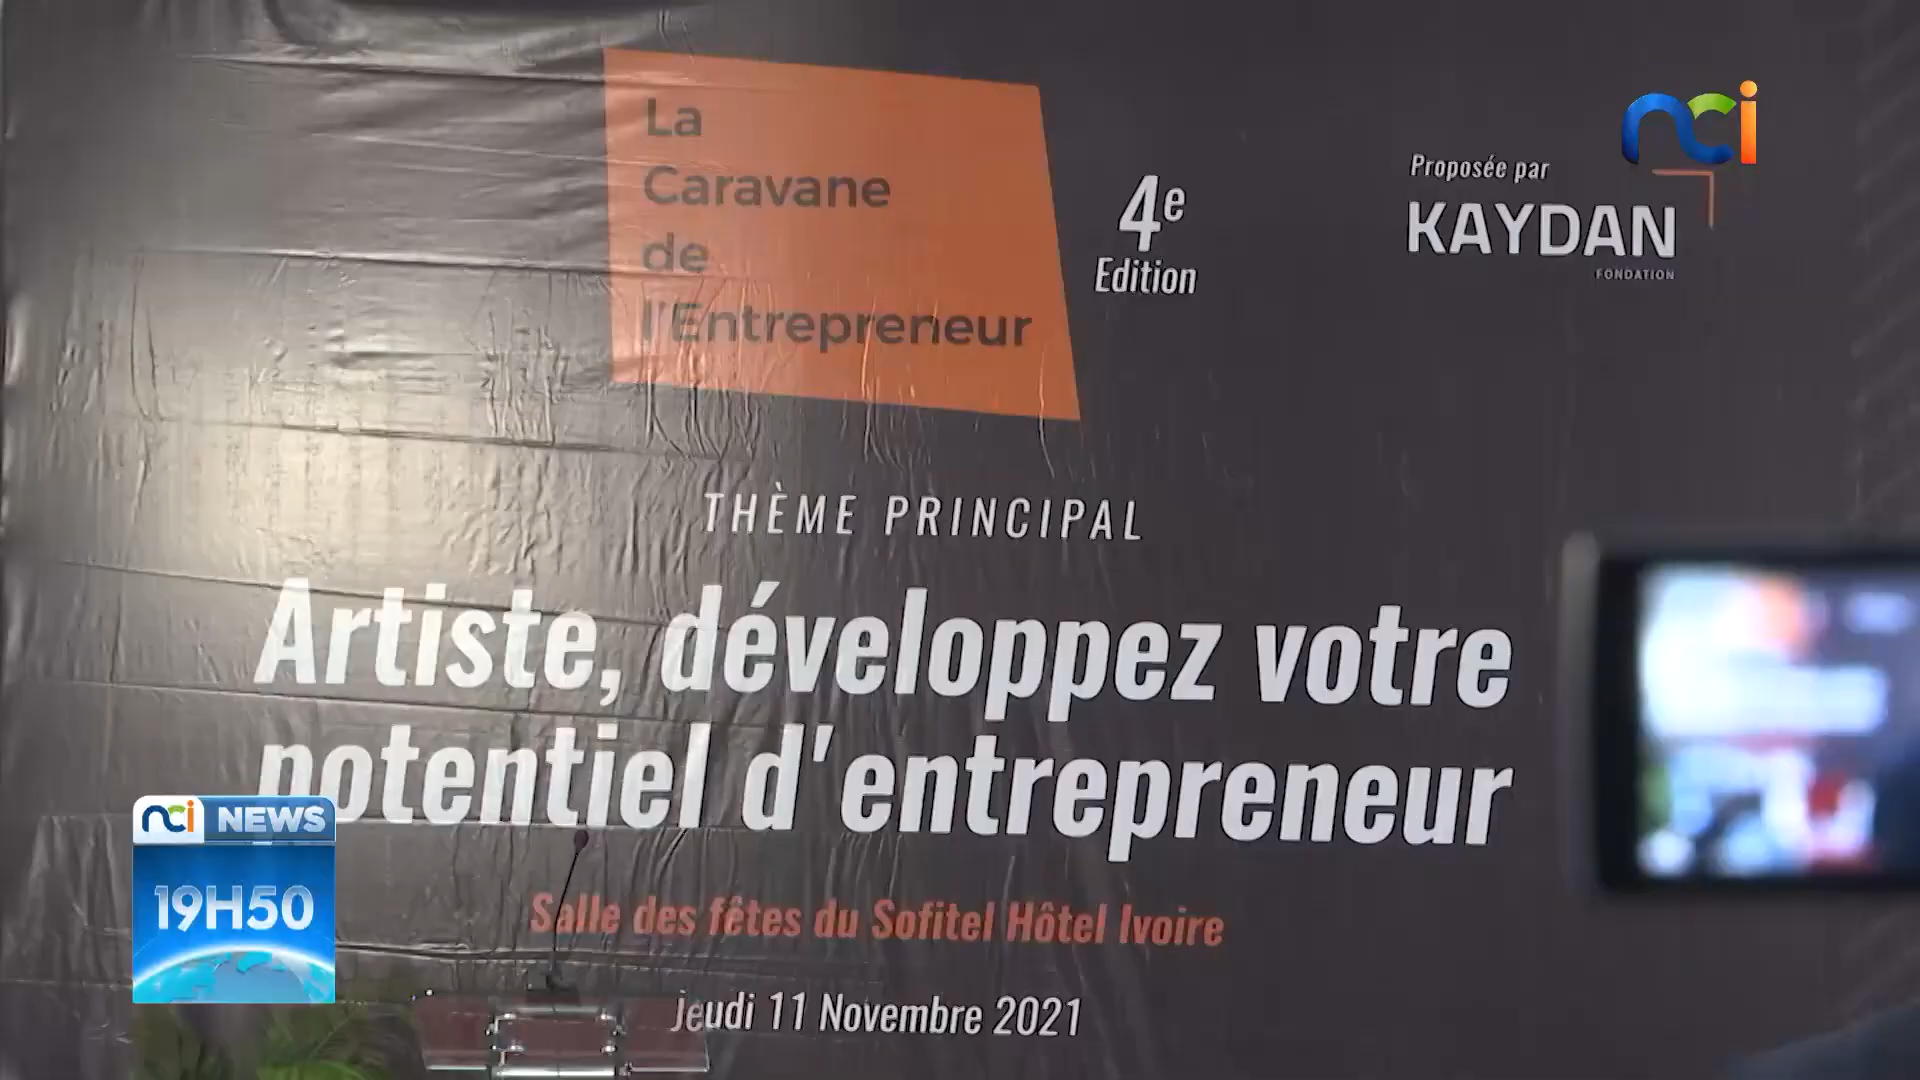 La
Caravane
de
l'Entrepreneur
4e
Edition
Proposée par
KAYDAN
FONDATION
nci
THÈME PRINCIPAL
Artiste, développez votre
potentiel d'entrepreneur
Salle des fêtes du Sofitel Hôtel Ivoire
Jeudi 11 Novembre 2021
nci NEWS
19H50